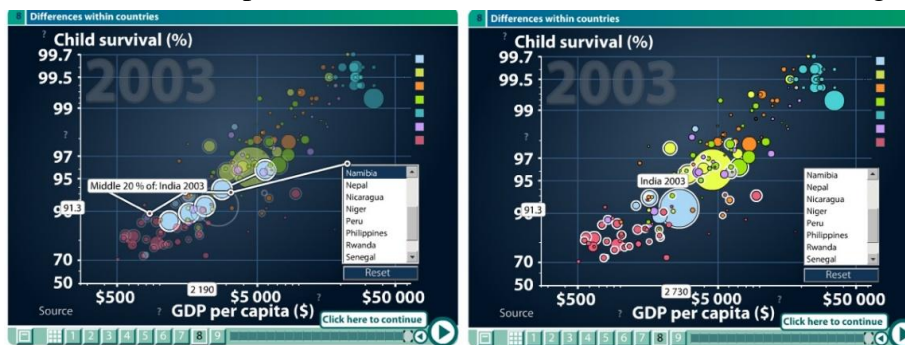 8 Differences within countries
? Child survival (%)
2003
99.7
99.5
99
?
97
95
Middle 20 % of: India 2003
91.3
70
50
Namibia
Nepal
Nicaragua
Niger
Peru
Philippines
Rwanda
Senegal
Reset
2 190
$500
$5 000
?
$50 000
Source
? GDP per capita ($)
Click here to continue
1 2 3 4 5 6 7 8 9
8 Differences within countries
? Child survival (%)
2003
99.7
99.5
99
?
97
95
India 2003
91.3
70
50
Namibia
Nepal
Nicaragua
Niger
Peru
Philippines
Rwanda
Senegal
Reset
2 730
$500
$5 000
?
$50 000
Source
? GDP per capita ($)
Click here to continue
1 2 3 4 5 6 7 8 9